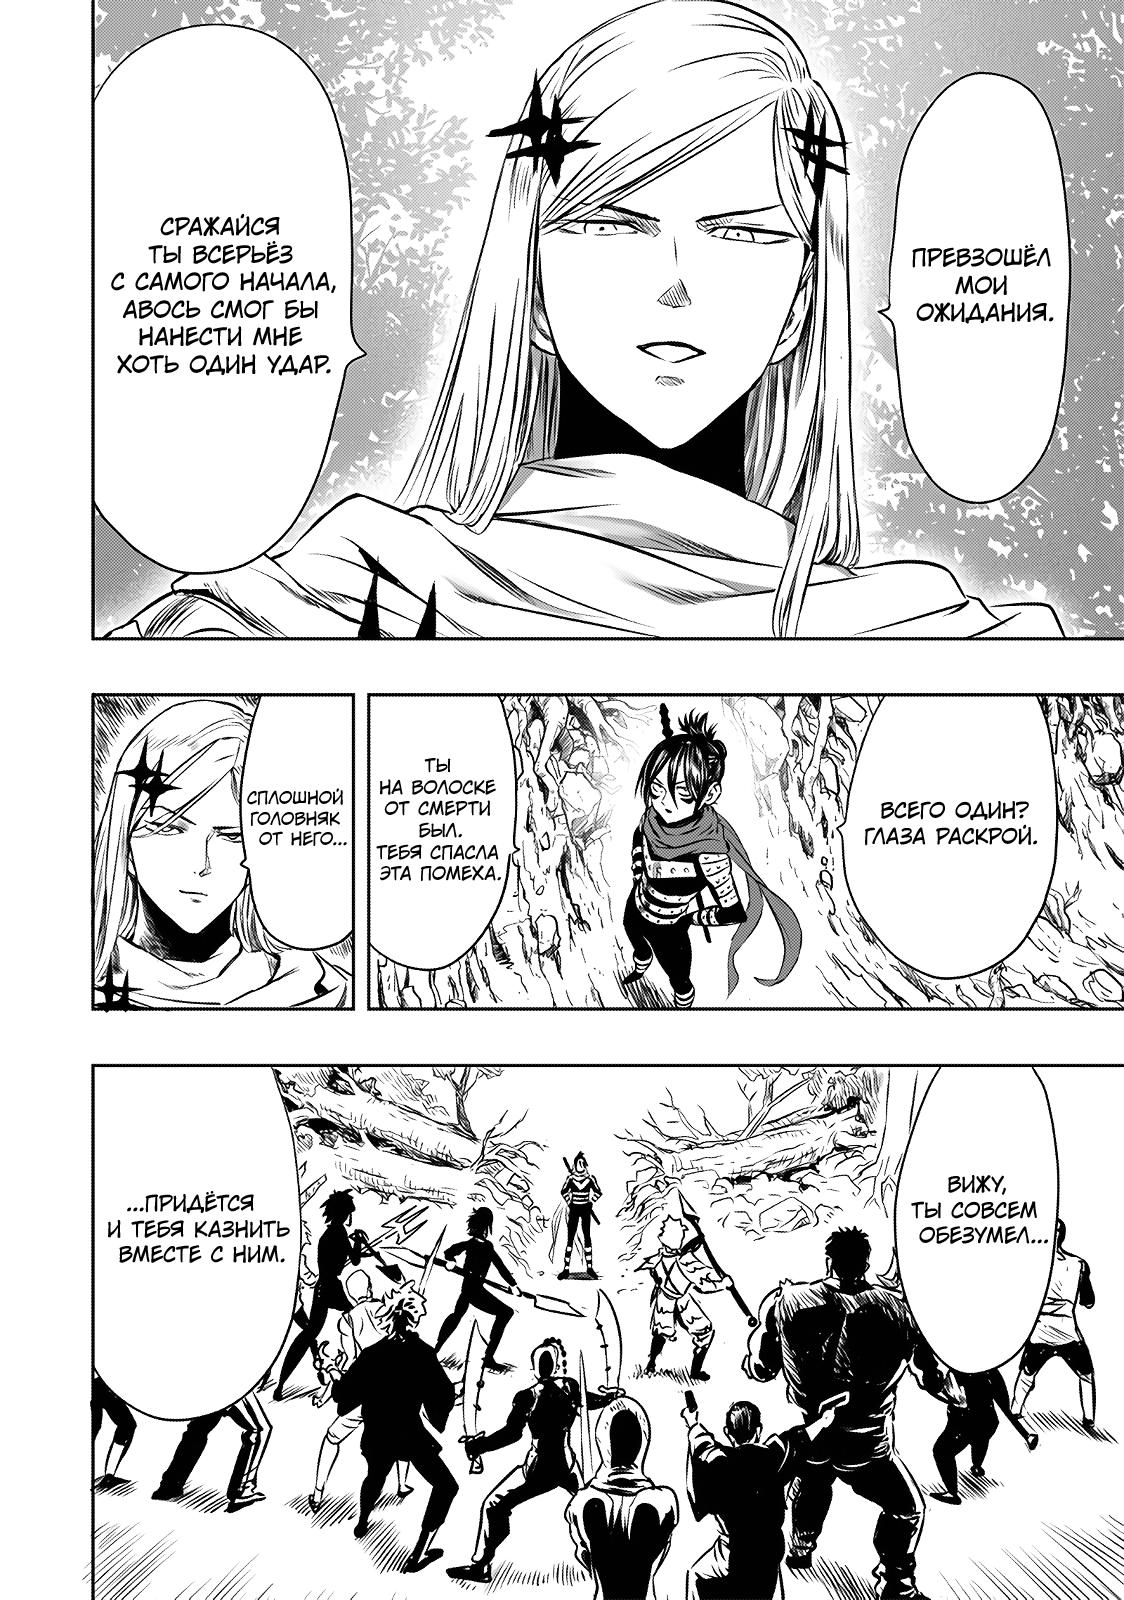 ПРЕВЗОШЁЛ
МОИ
ОЖИДАНИЯ.
СРАЖАЙСЯ
ТЫ ВСЕРЬЁЗ
С САМОГО НАЧАЛА,
АВОСЬ СМОГ БЫ
НАНЕСТИ МНЕ
ХОТЬ ОДИН УДАР.
ВСЕГО ОДИН?
ГЛАЗА РАСКРОЙ.
ТЫ
НА ВОЛОСКЕ
ОТ СМЕРТИ
БЫЛ.
ТЕБЯ СПАСЛА
ЭТА ПОМЕХА.
СПЛОШНОЙ
ГОЛОВНЯК
ОТ НЕГО...
ВИЖУ,
ТЫ СОВСЕМ
ОБЕЗУМЕЛ...
...ПРИДЁТСЯ
И ТЕБЯ КАЗНИТЬ
ВМЕСТЕ С НИМ.